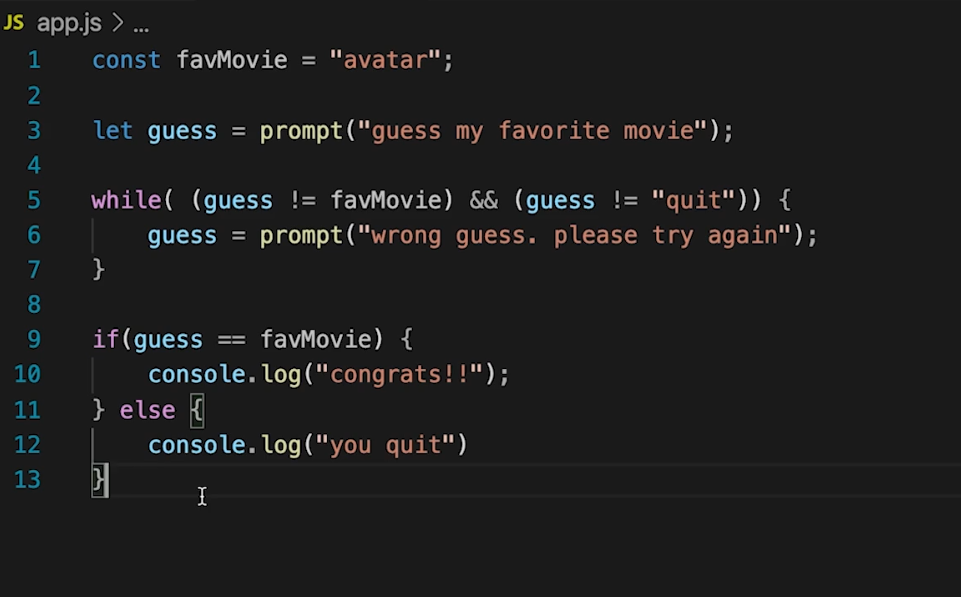 JS app.js > ...
1 const favMovie = "avatar";
2
3 let guess = prompt("guess my favorite movie");
4
5 while( (guess != favMovie) && (guess != "quit")) {
6     guess = prompt("wrong guess. please try again");
7 }
8
9 if(guess == favMovie) {
10     console.log("congrats!!");
11 } else {
12     console.log("you quit")
13 }